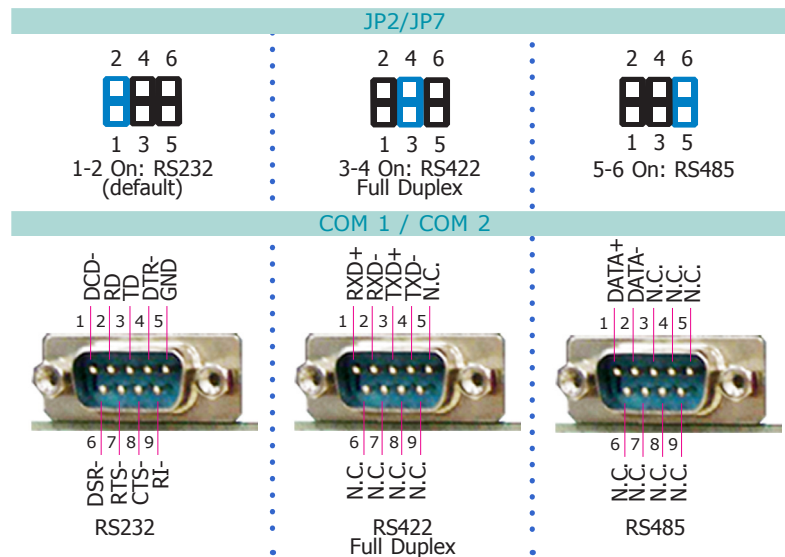 JP2/JP7
2 4 6
1 3 5
1-2 On: RS232
(default)
2 4 6
1 3 5
3-4 On: RS422
Full Duplex
2 4 6
1 3 5
5-6 On: RS485
COM 1 / COM 2
DCD-
RD
TD
DTR-
GND
1 2 3 4 5
6 7 8 9
DSR-
RTS-
CTS-
RI-
RS232
RXD+
RXD-
TXD+
TXD-
N.C.
1 2 3 4 5
6 7 8 9
N.C.
N.C.
N.C.
N.C.
RS422
Full Duplex
DATA+
DATA-
N.C.
N.C.
N.C.
1 2 3 4 5
6 7 8 9
N.C.
N.C.
N.C.
N.C.
RS485